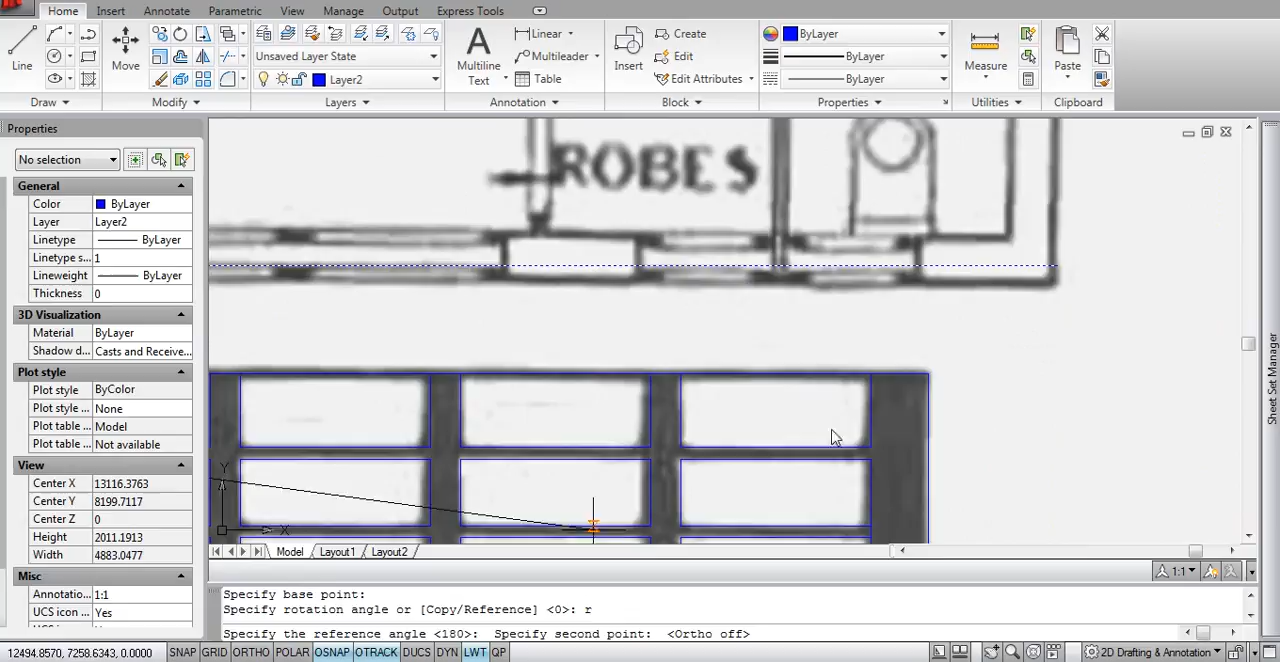 Home Insert Annotate Parametric View Manage Output Express Tools
Line
Move
Unsaved Layer State
Layer2
Multiline
Text
Linear
Multileader
Table
Insert
Create
Edit
Edit Attributes
ByLayer
ByLayer
ByLayer
Measure
Paste
Draw Modify Layers Annotation Block Properties Utilities Clipboard
Properties
No selection
General
Color ByLayer
Layer Layer2
Linetype ByLayer
Linetype s... 1
Lineweight ByLayer
Thickness 0
3D Visualization
Material ByLayer
Shadow d... Casts and Receive...
Plot style
Plot style ByColor
Plot style ... None
Plot table ... Model
Plot table ... Not available
View
Center X 13116.3763
Center Y 8199.7117
Center Z 0
Height 2011.1913
Width 4883.0477
Misc
Annotatio... 1:1
UCS icon ... Yes
UCS icon ...
ROBES
Y
X
Model Layout1 Layout2
1:1
Specify base point:
Specify rotation angle or [Copy/Reference] <0>: r
Specify the reference angle <180>: Specify second point: <Ortho off>
12494.8570, 7258.6343, 0.0000 SNAP GRID ORTHO POLAR OSNAP OTRACK DUCS DYN LWT QP 2D Drafting & Annotation
Sheet Set Manager